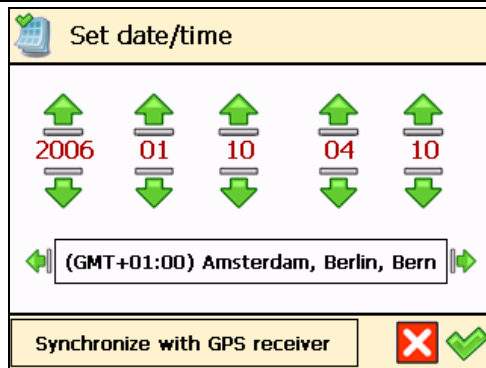 Set date/time
2006 01 10 04 10
(GMT+01:00) Amsterdam, Berlin, Bern
Synchronize with GPS receiver